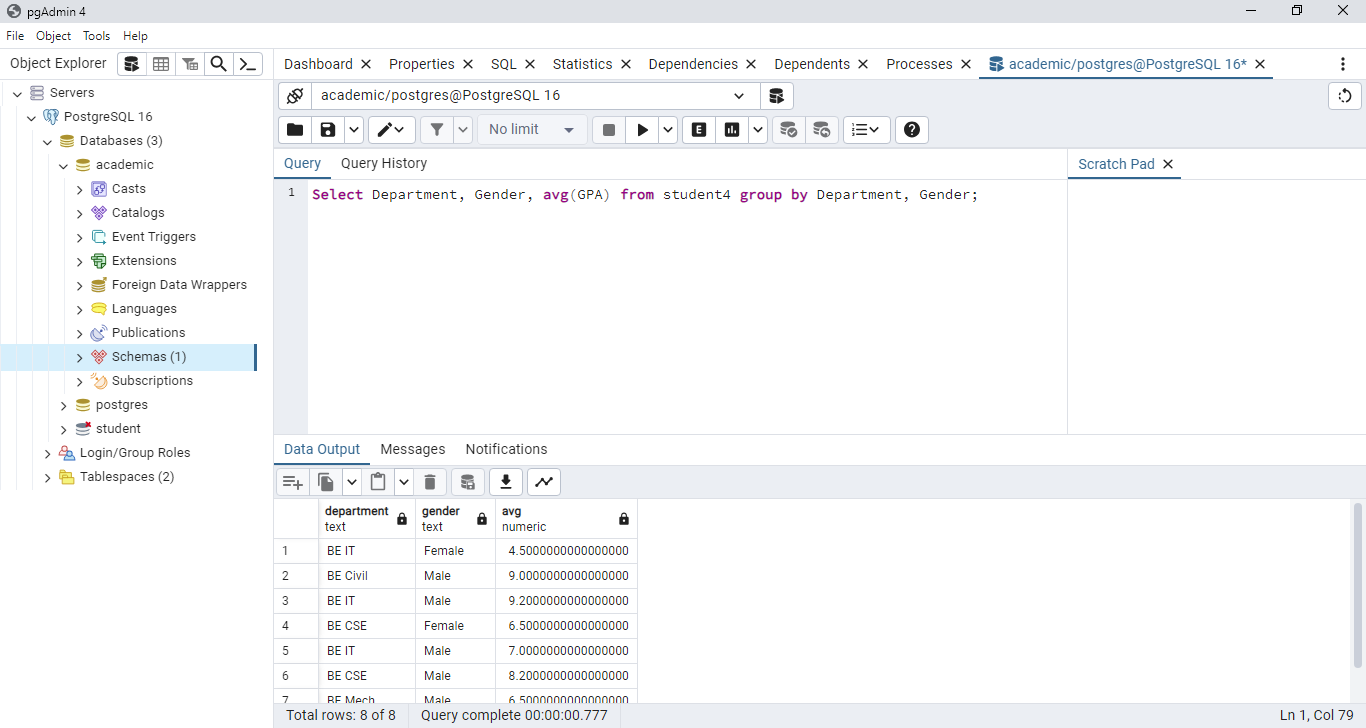 pgAdmin 4
File Object Tools Help
Object Explorer
Dashboard Properties SQL Statistics Dependencies Dependents Processes academic/postgres@PostgreSQL 16*
Servers
PostgreSQL 16
Databases (3)
academic
Casts
Catalogs
Event Triggers
Extensions
Foreign Data Wrappers
Languages
Publications
Schemas (1)
Subscriptions
postgres
student
Login/Group Roles
Tablespaces (2)
academic/postgres@PostgreSQL 16
No limit
E
Query Query History
Scratch Pad
1 Select Department, Gender, avg(GPA) from student4 group by Department, Gender;
Data Output Messages Notifications
department gender avg
text text numeric
1 BE IT Female 4.5000000000000000
2 BE Civil Male 9.0000000000000000
3 BE IT Male 9.2000000000000000
4 BE CSE Female 6.5000000000000000
5 BE IT Male 7.0000000000000000
6 BE CSE Male 8.2000000000000000
7 BE Mech Male 6.5000000000000000
Total rows: 8 of 8 Query complete 00:00:00.777 Ln 1, Col 79